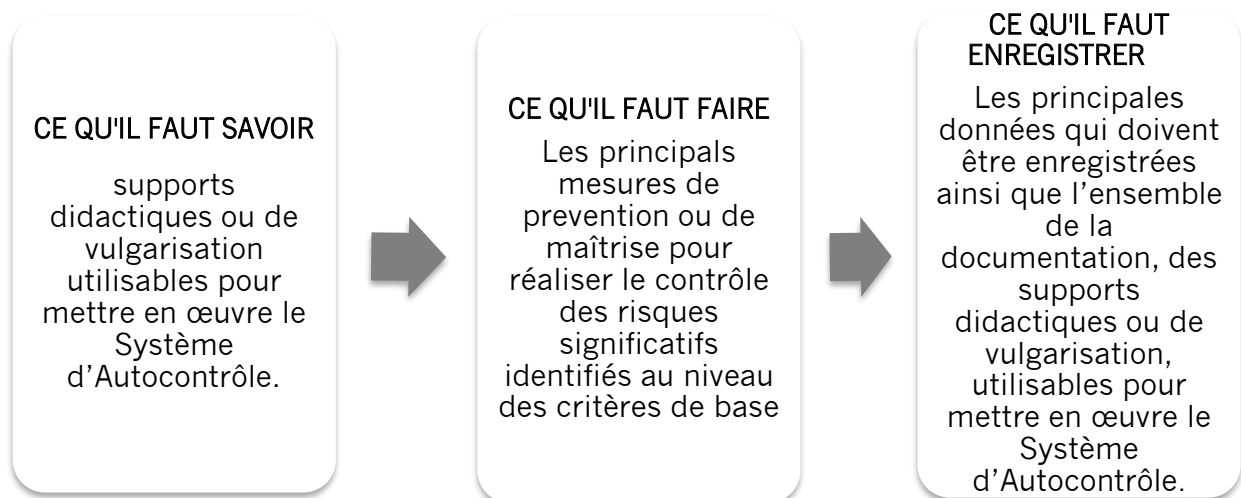 CE QU'IL FAUT SAVOIR
supports
didactiques ou de
vulgarisation
utilisables pour
mettre en œuvre le
Système
d’Autocontrôle.
CE QU'IL FAUT FAIRE
Les principals
mesures de
prevention ou de
maîtrise pour
réaliser le contrôle
des risques
significatifs
identifiés au niveau
des critères de base
CE QU'IL FAUT
ENREGISTRER
Les principales
données qui doivent
être enregistrées
ainsi que l’ensemble
de la
documentation, des
supports
didactiques ou de
vulgarisation,
utilisables pour
mettre en œuvre le
Système
d’Autocontrôle.